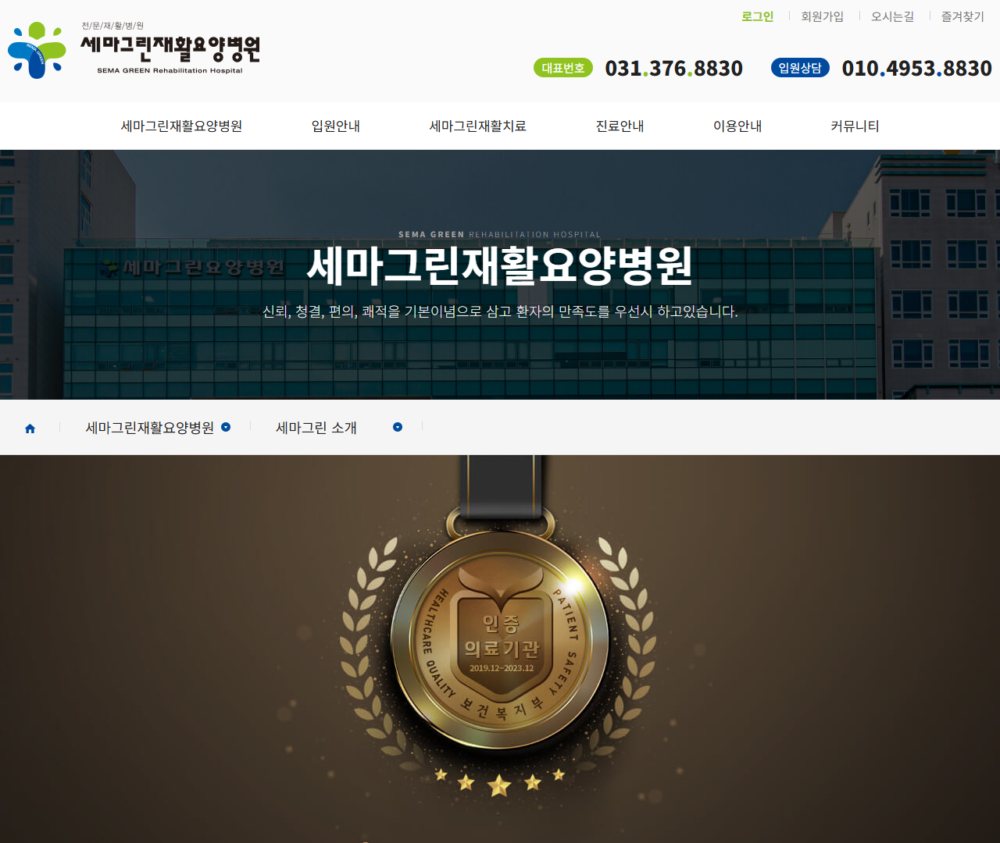 로그인
회원가입
오시는길
즐겨찾기
전/문/재/활/병/원
세마그린재활요양병원
SEMA GREEN Rehabilitation Hospital
SEMA GREEN
대표번호 031.376.8830
입원상담 010.4953.8830
세마그린재활요양병원
입원안내
세마그린재활치료
진료안내
이용안내
커뮤니티
SEMA GREEN REHABILITATION HOSPITAL
세마그린재활요양병원
세마그린재활요양병원
신뢰, 청결, 편의, 쾌적을 기본이념으로 삼고 환자의 만족도를 우선시 하고있습니다.
세마그린재활요양병원
세마그린 소개
HEALTHCARE QUALITY
PATIENT SAFETY
인증
의료기관
2019.12~2023.12
보건복지부